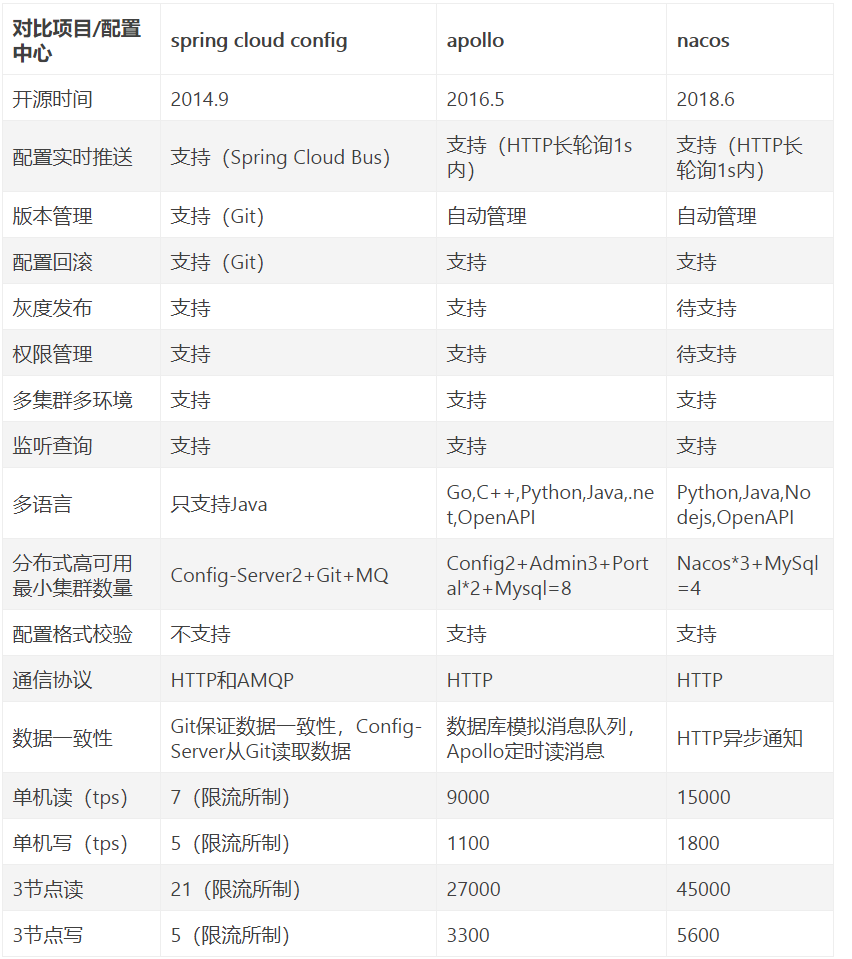 对比项目/配置
中心
spring cloud config
apollo
nacos
开源时间
2014.9
2016.5
2018.6
配置实时推送
支持（Spring Cloud Bus）
支持（HTTP长轮询1s
内）
支持（HTTP长
轮询1s内）
版本管理
支持（Git）
自动管理
自动管理
配置回滚
支持（Git）
支持
支持
灰度发布
支持
支持
待支持
权限管理
支持
支持
待支持
多集群多环境
支持
支持
支持
监听查询
支持
支持
支持
多语言
只支持Java
Go,C++,Python,Java,.ne
t,OpenAPI
Python,Java,No
dejs,OpenAPI
分布式高可用
最小集群数量
Config-Server2+Git+MQ
Config2+Admin3+Port
al*2+Mysql=8
Nacos*3+MySql
=4
配置格式校验
不支持
支持
支持
通信协议
HTTP和AMQP
HTTP
HTTP
数据一致性
Git保证数据一致性，Config-
Server从Git读取数据
数据库模拟消息队列，
Apollo定时读消息
HTTP异步通知
单机读（tps）
7（限流所制）
9000
15000
单机写（tps）
5（限流所制）
1100
1800
3节点读
21（限流所制）
27000
45000
3节点写
5（限流所制）
3300
5600